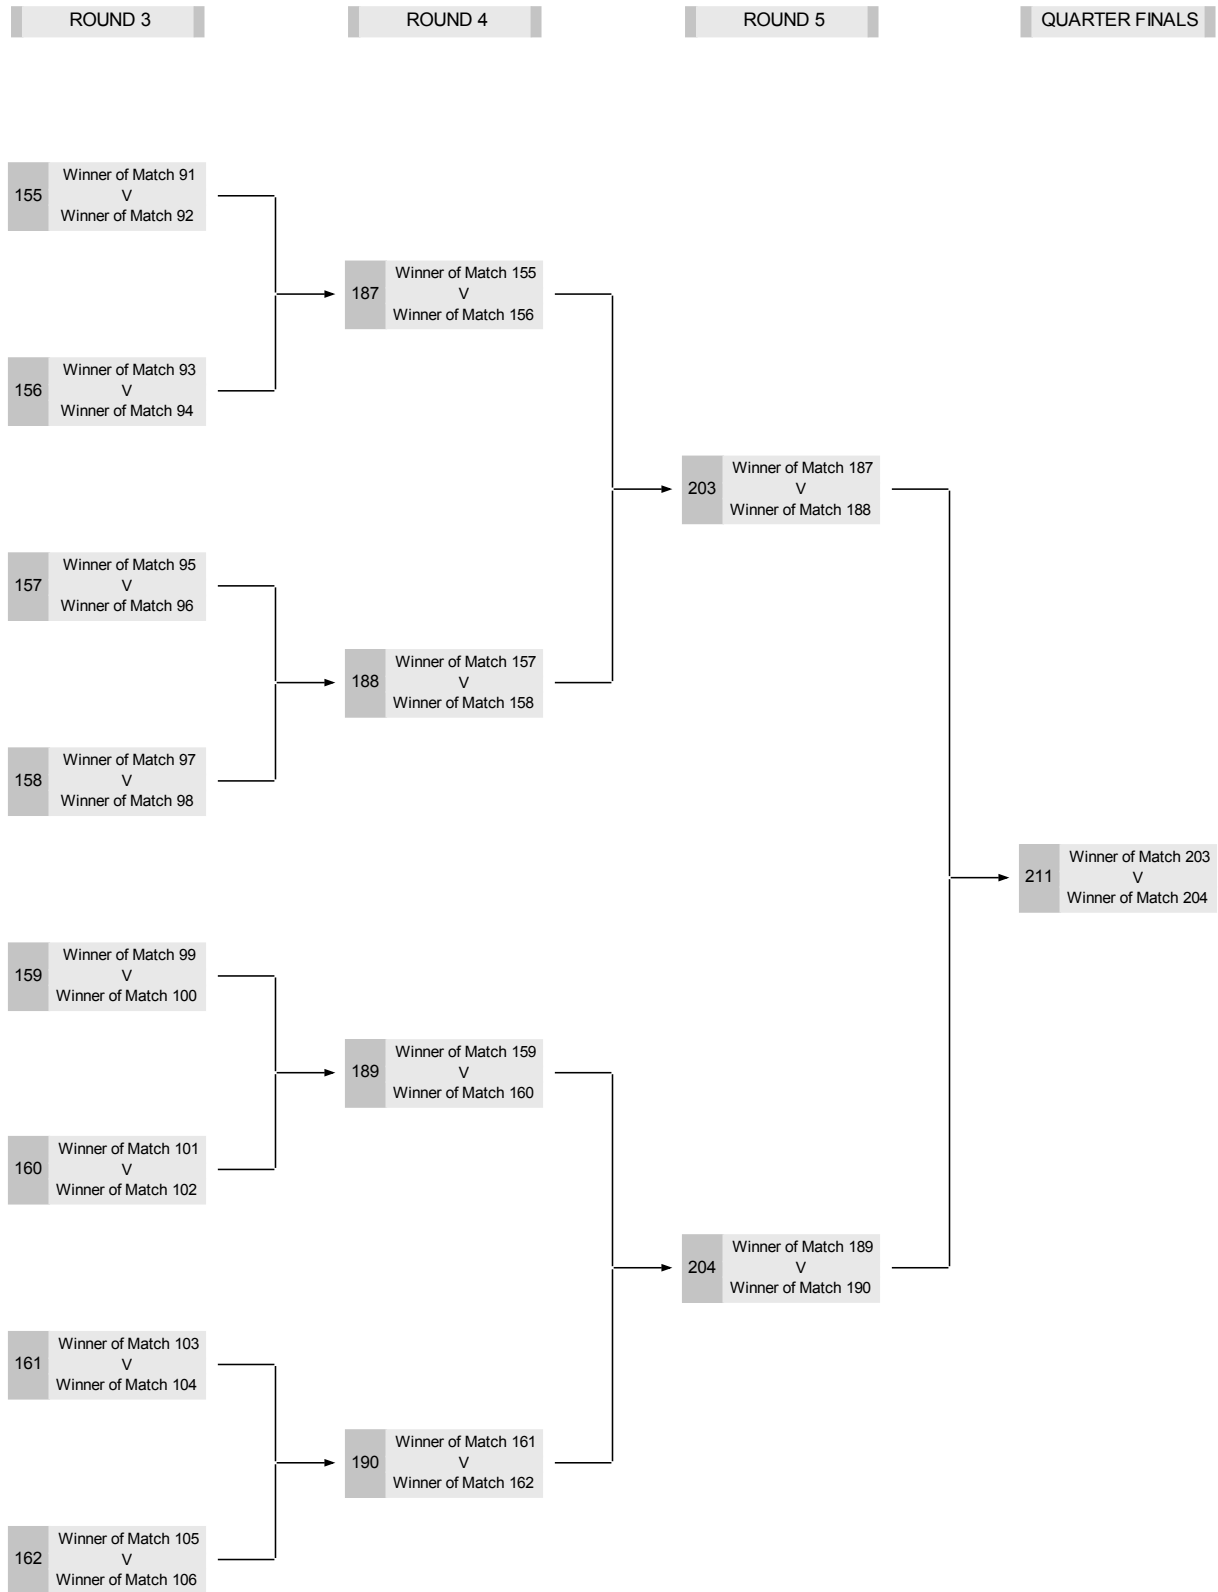 ROUND 3
ROUND 4
ROUND 5
QUARTER FINALS
155
Winner of Match 91
V
Winner of Match 92
156
Winner of Match 93
V
Winner of Match 94
157
Winner of Match 95
V
Winner of Match 96
158
Winner of Match 97
V
Winner of Match 98
159
Winner of Match 99
V
Winner of Match 100
160
Winner of Match 101
V
Winner of Match 102
161
Winner of Match 103
V
Winner of Match 104
162
Winner of Match 105
V
Winner of Match 106
187
Winner of Match 155
V
Winner of Match 156
188
Winner of Match 157
V
Winner of Match 158
189
Winner of Match 159
V
Winner of Match 160
190
Winner of Match 161
V
Winner of Match 162
203
Winner of Match 187
V
Winner of Match 188
204
Winner of Match 189
V
Winner of Match 190
211
Winner of Match 203
V
Winner of Match 204